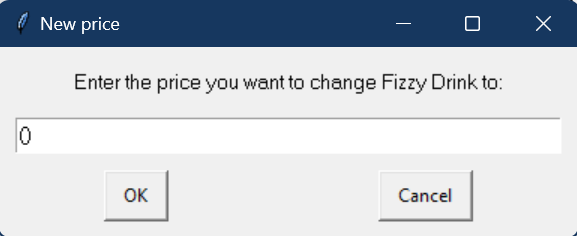 New price
Enter the price you want to change Fizzy Drink to:
0
OK
Cancel